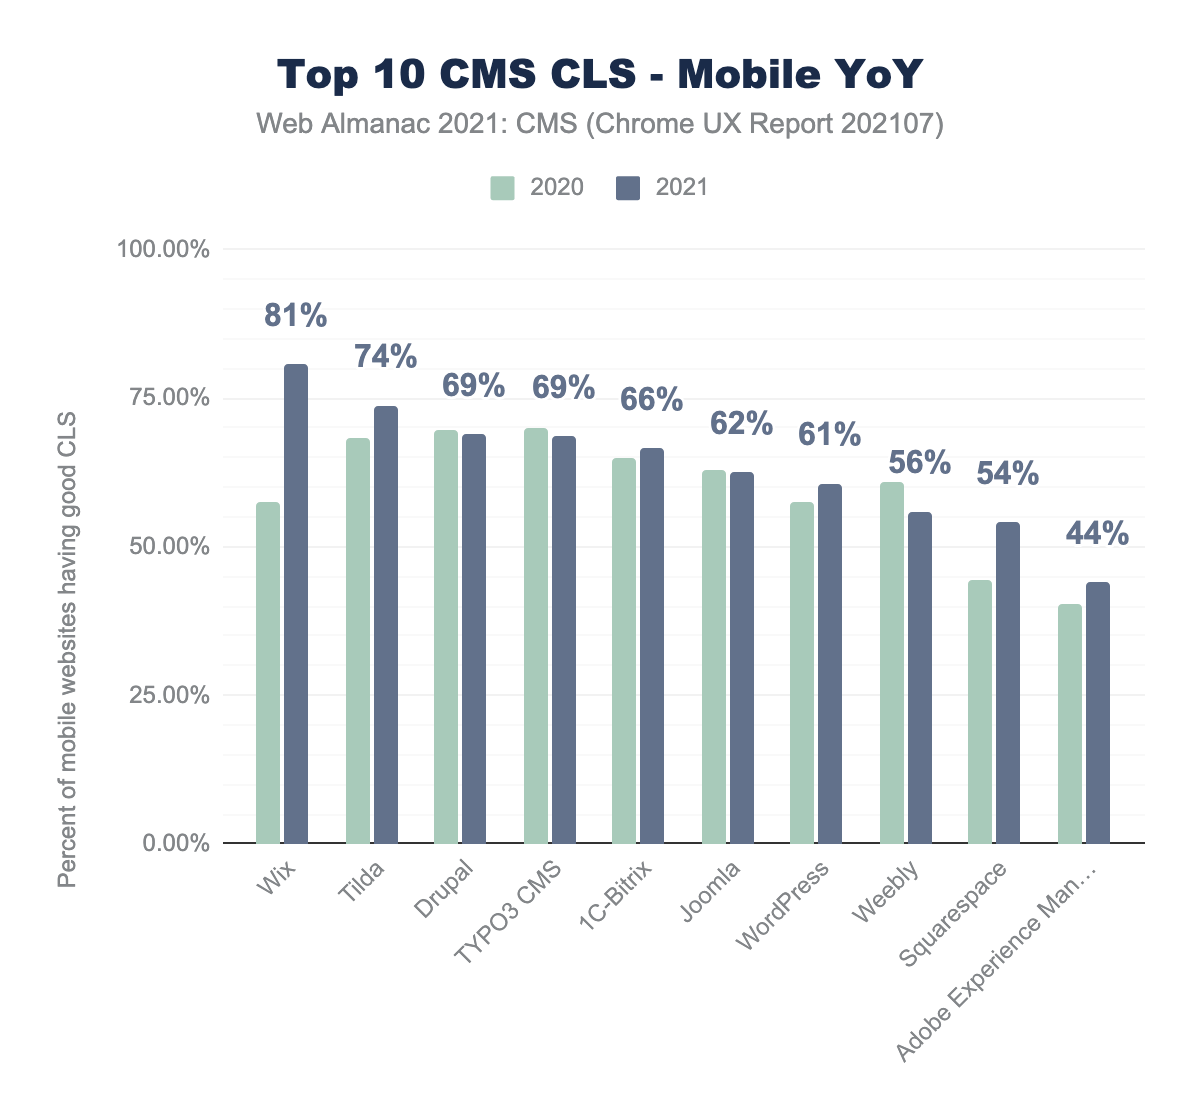 Top 10 CMS CLS - Mobile YoY
Web Almanac 2021: CMS (Chrome UX Report 202107)
2020
2021
Percent of mobile websites having good CLS
100.00%
75.00%
50.00%
25.00%
0.00%
81%
74%
69%
69%
66%
62%
61%
56%
54%
44%
Wix
Tilda
Drupal
TYPO3 CMS
1C-Bitrix
Joomla
WordPress
Weebly
Squarespace
Adobe Experience Man…